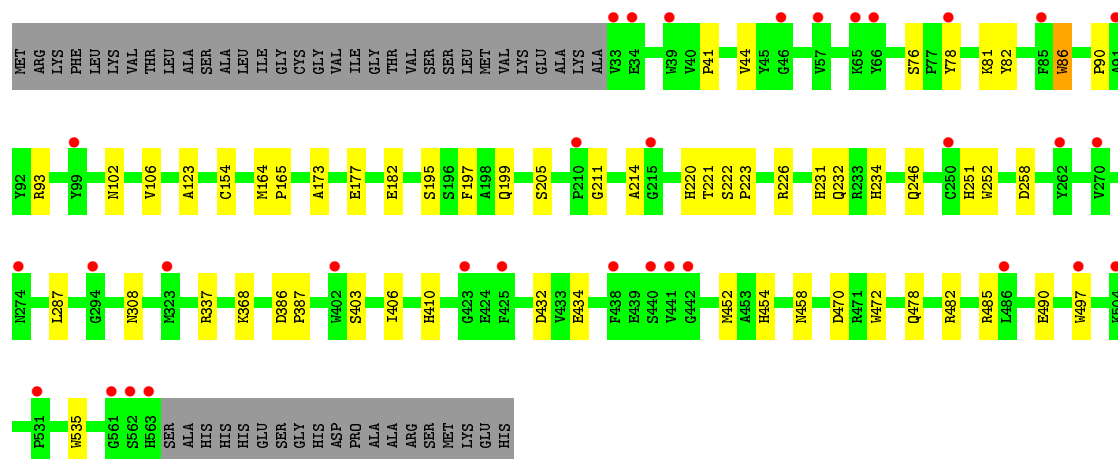 MET ARG LYS PHE LEU LYS VAL THR LEU ALA SER ALA ALA LEU ILE GLY CYS GLY VAL ILE GLY THR VAL SER SER LEU MET VAL LYS GLU ALA LYS ALA V33 E34 W39 V40 P41 V44 Y45 G46 V57 K65 Y66 S76 P77 Y78 K81 Y82 F85 W86 P90 A91
Y92 R93 Y99 N102 V106 A123 C154 M164 P165 A173 E177 E182 S195 S196 F197 A198 Q199 S205 P210 G211 A214 G215 H220 T221 S222 P223 R226 H231 Q232 R233 H234 Q246 C250 H251 W252 D258 Y262 V270
N274 L287 G294 N308 M323 R337 K368 D386 P387 W402 S403 I406 H410 G423 E424 F425 D432 V433 E434 F438 E439 S440 V441 G442 M452 A453 H454 N458 D470 R471 W472 Q478 R482 R485 L486 E490 W497 K504
P531 W535 G561 S562 H563 SER ALA HIS HIS HIS GLU SER GLY HIS ASP PRO ALA ALA ARG SER MET LYS GLU HIS